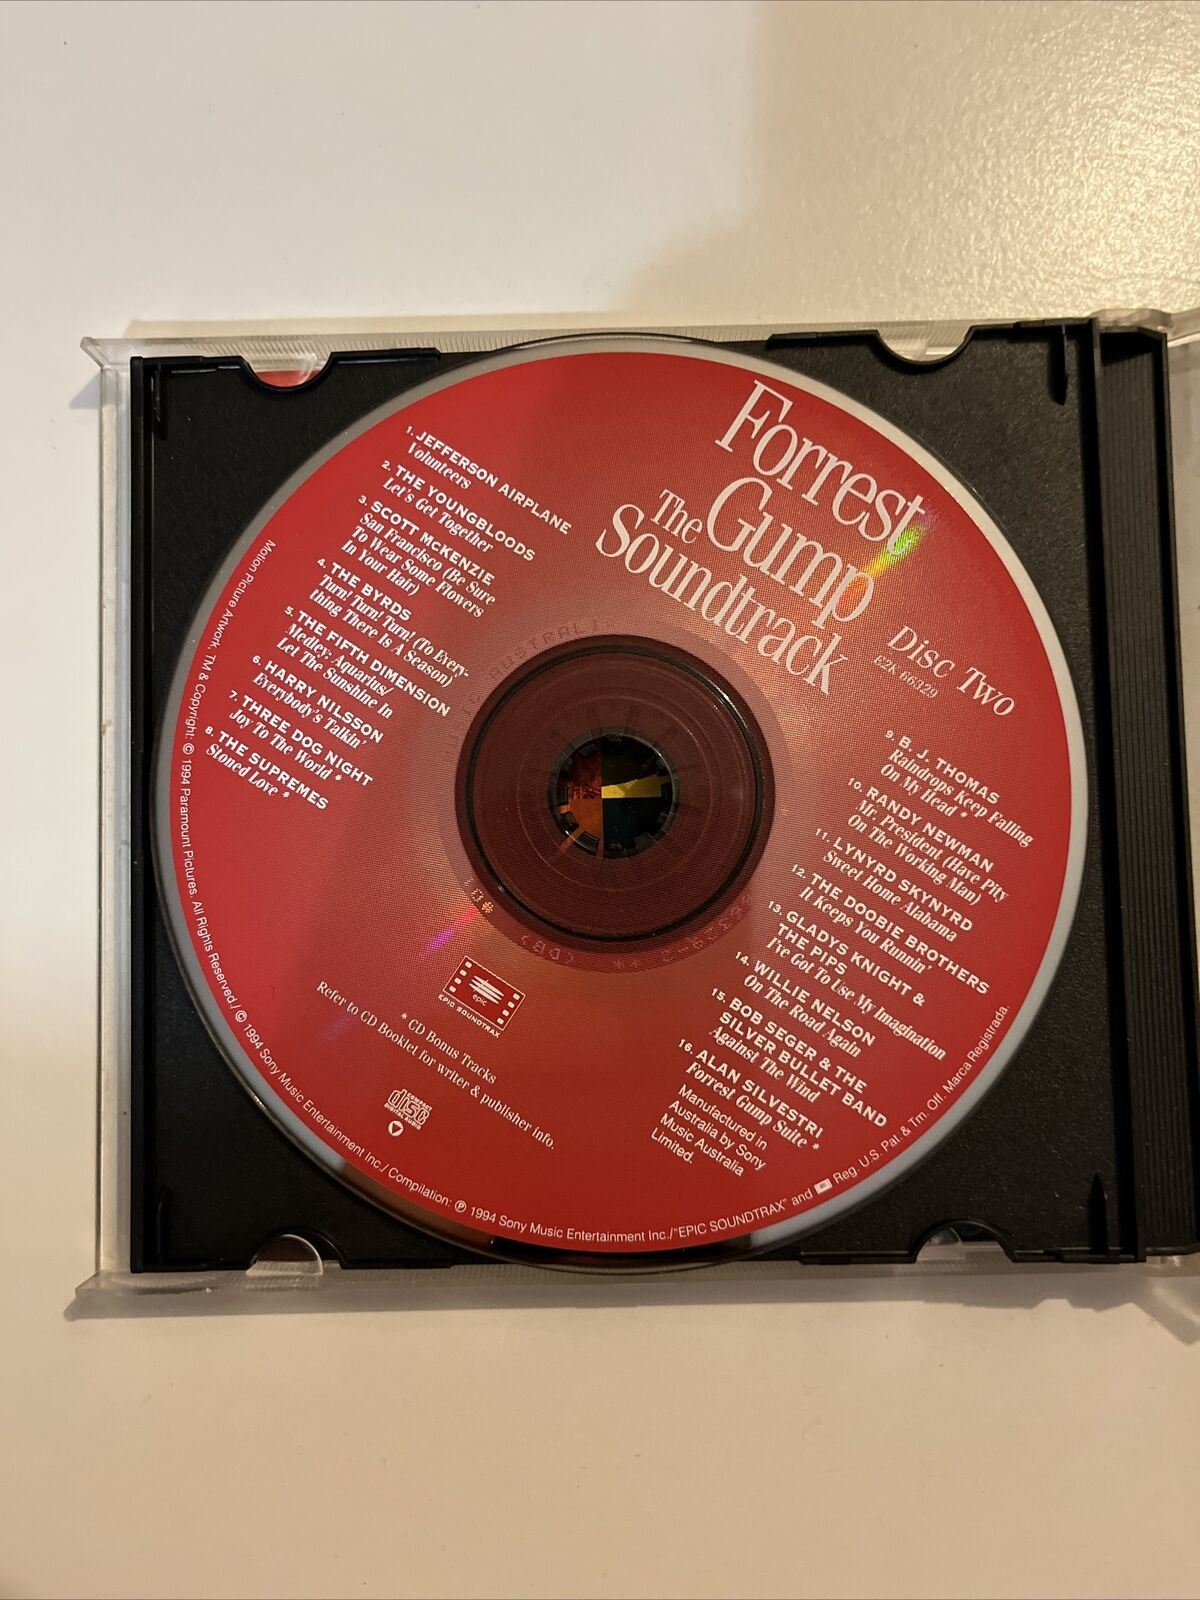 Forrest
Gump
The
Soundtrack
Disc Two
E2K 66329
1. JEFFERSON AIRPLANE
Volunteers
2. THE YOUNGBLOODS
Let's Get Together
3. SCOTT MCKENZIE
San Francisco (Be Sure
To Wear Some Flowers
In Your Hair)
4. THE BYRDS
Turn! Turn! Turn! (To Every-
thing There Is A Season)
5. THE FIFTH DIMENSION
Medley: Aquarius/
Let The Sunshine In
6. HARRY NILSSON
Everybody's Talkin'
7. THREE DOG NIGHT
Joy To The World *
8. THE SUPREMES
Stoned Love *
9. B. J. THOMAS
Raindrops Keep Falling
On My Head *
10. RANDY NEWMAN
Mr. President (Have Pity
On The Working Man)
11. LYNYRD SKYNYRD
Sweet Home Alabama
12. THE DOOBIE BROTHERS
It Keeps You Runnin'
13. GLADYS KNIGHT &
THE PIPS
I've Got To Use My Imagination
14. WILLIE NELSON
On The Road Again
15. BOB SEGER & THE
SILVER BULLET BAND
Against The Wind
16. ALAN SILVESTRI
Forrest Gump Suite *
Manufactured in
Australia by Sony
Music Australia
Limited.
epic
EPIC SOUNDTRAX
* CD Bonus Tracks
Refer to CD Booklet for writer & publisher info.
COMPACT
disc
DIGITAL AUDIO
Motion Picture Artwork, TM & Copyright: © 1994 Paramount Pictures. All Rights Reserved./ © 1994 Sony Music Entertainment Inc./ Compilation: ℗ 1994 Sony Music Entertainment Inc./"EPIC SOUNDTRAX" and Reg. U.S. Pat. & Tm. Off. Marca Registrada.